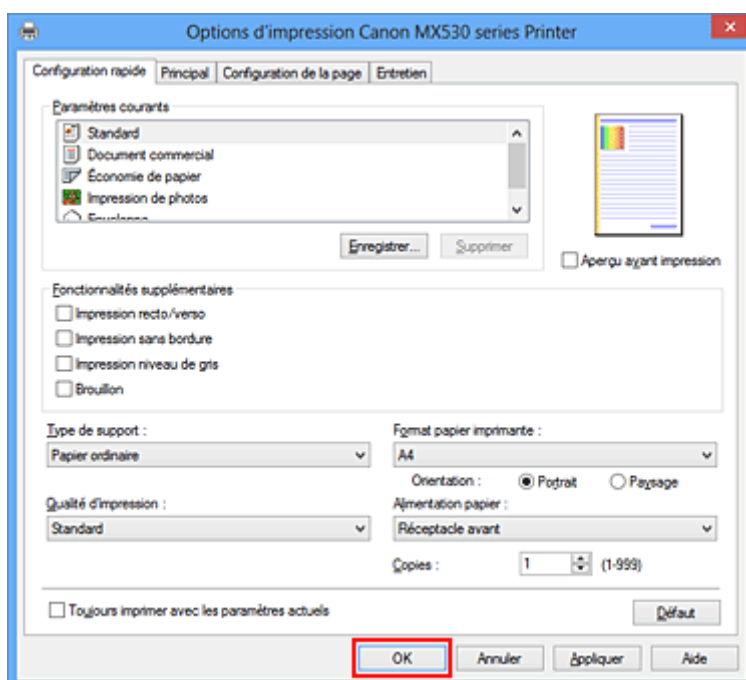 Options d'impression Canon MX530 series Printer
Configuration rapide Principal Configuration de la page Entretien
Paramètres courants
Standard
Document commercial
Économie de papier
Impression de photos
Enregistrer... Supprimer
Aperçu avant impression
Fonctionnalités supplémentaires
Impression recto/verso
Impression sans bordure
Impression niveau de gris
Brouillon
Type de support :
Papier ordinaire
Format papier imprimante :
A4
Orientation : Portrait Paysage
Qualité d'impression :
Standard
Alimentation papier :
Réceptacle avant
Copies : 1 (1-999)
Toujours imprimer avec les paramètres actuels
Défaut
OK Annuler Appliquer Aide